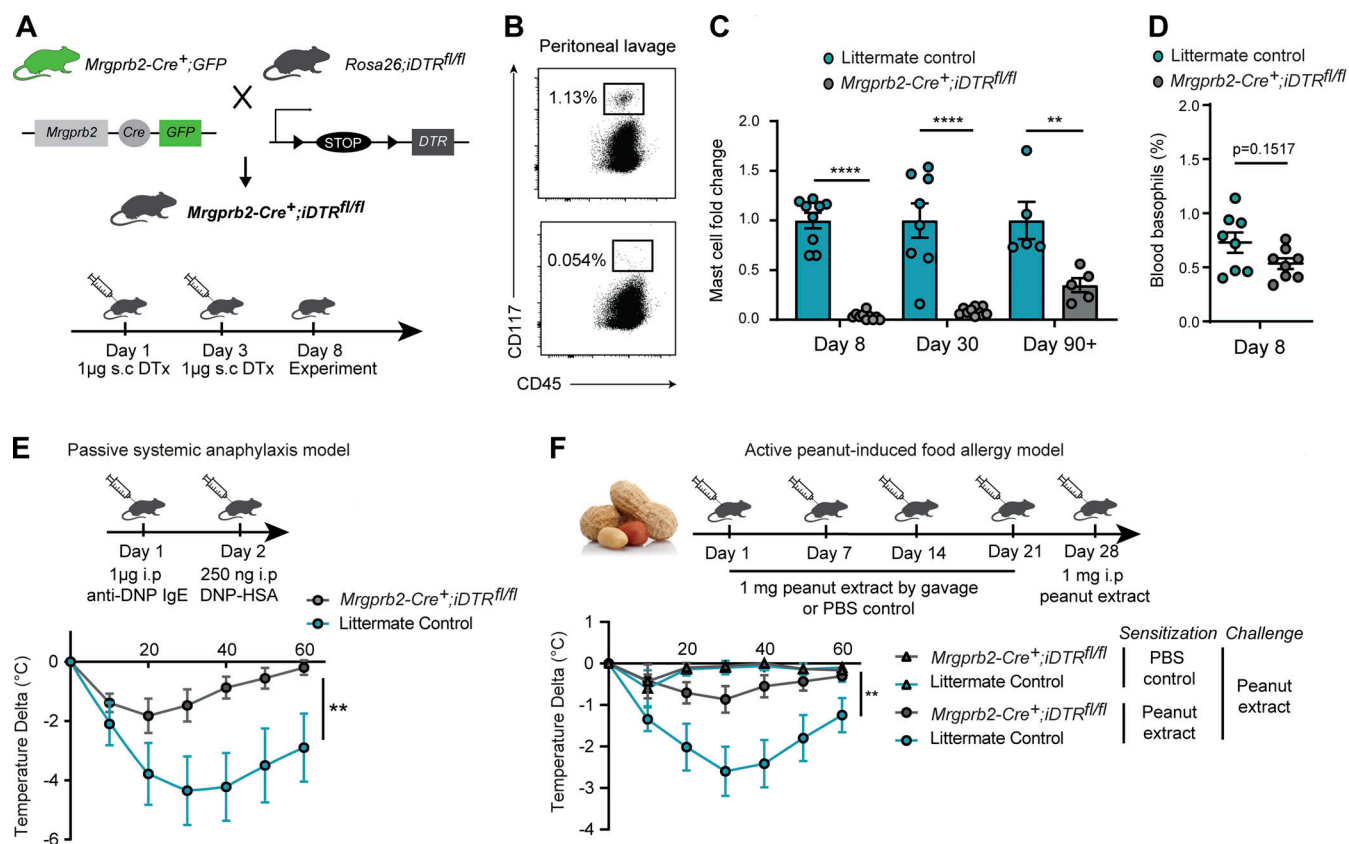 A
Mrgprb2-Cre+;GFP
Rosa26;iDTRfl/fl
X
Mrgprb2
Cre
GFP
STOP
DTR
Mrgprb2-Cre+;iDTRfl/fl
Day 1
1µg s.c DTx
Day 3
1µg s.c DTx
Day 8
Experiment
B
Peritoneal lavage
1.13%
0.054%
CD117
CD45
C
Littermate control
Mrgprb2-Cre+;iDTRfl/fl
Mast cell fold change
2.0
1.5
1.0
0.5
0.0
****
****
**
Day 8
Day 30
Day 90+
D
Littermate control
Mrgprb2-Cre+;iDTRfl/fl
Blood basophils (%)
2.0
1.5
1.0
0.5
0.0
p=0.1517
Day 8
E
Passive systemic anaphylaxis model
Day 1
1µg i.p
anti-DNP IgE
Day 2
250 ng i.p
DNP-HSA
Mrgprb2-Cre+;iDTRfl/fl
Littermate Control
Temperature Delta (°C)
20
40
60
0
-2
-4
-6
**
F
Active peanut-induced food allergy model
Day 1
Day 7
Day 14
Day 21
Day 28
1 mg peanut extract by gavage
or PBS control
1 mg i.p
peanut extract
Temperature Delta (°C)
1
0
-1
-2
-3
-4
20
40
60
**
Sensitization
Challenge
Mrgprb2-Cre+;iDTRfl/fl
Littermate Control
PBS
control
Mrgprb2-Cre+;iDTRfl/fl
Littermate Control
Peanut
extract
Peanut
extract